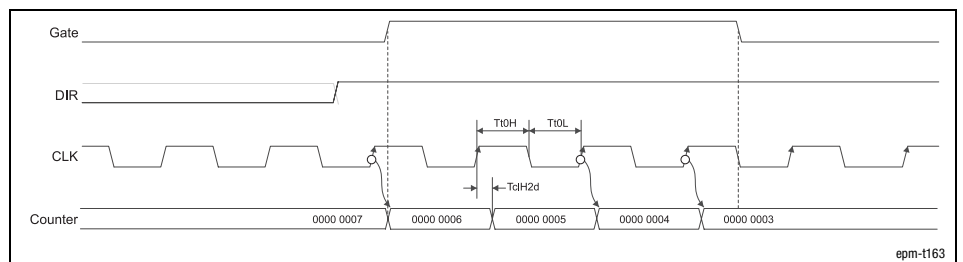 Gate
DIR
Tt0H Tt0L
CLK
TclH2d
Counter 0000 0007 0000 0006 0000 0005 0000 0004 0000 0003
epm-t163